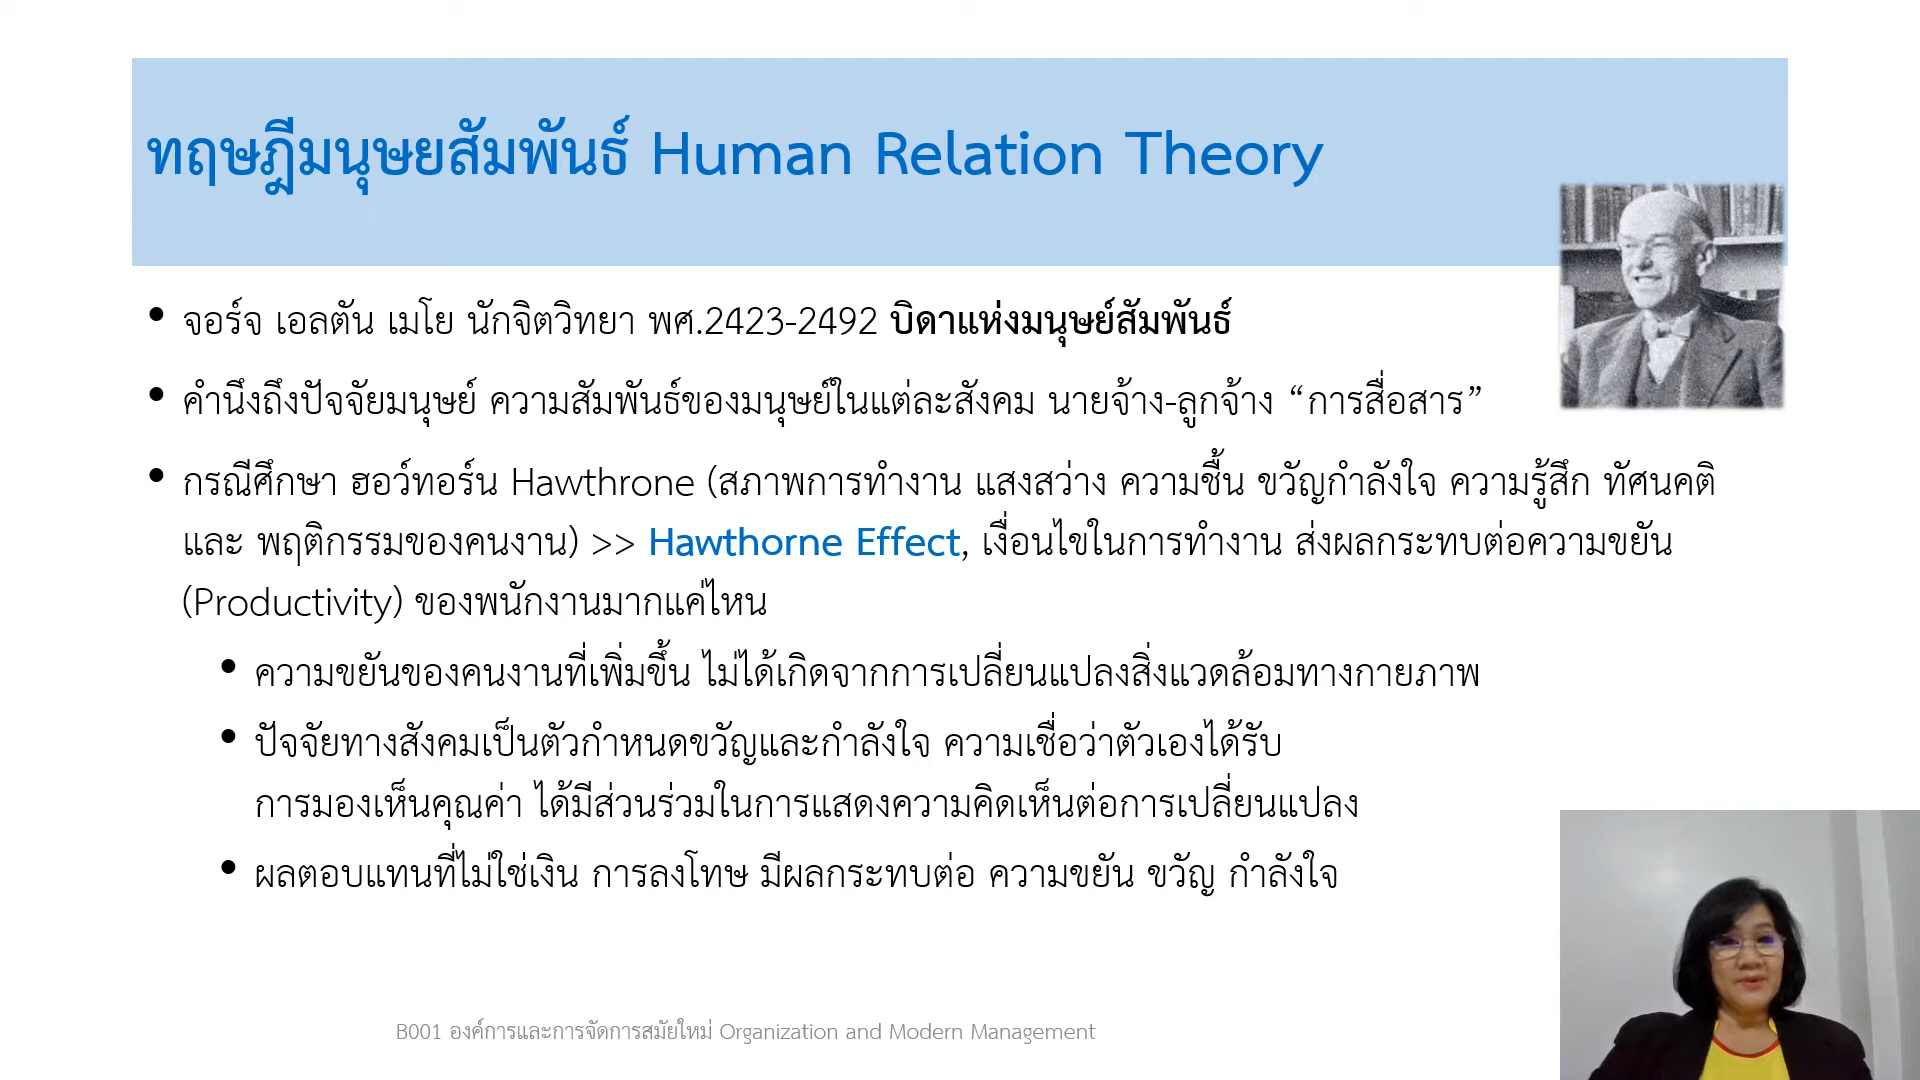 ทฤษฎีมนุษยสัมพันธ์ Human Relation Theory
• จอร์จ เอลตัน เมโย นักจิตวิทยา พศ.2423-2492 บิดาแห่งมนุษย์สัมพันธ์
• คำนึงถึงปัจจัยมนุษย์ ความสัมพันธ์ของมนุษย์ในแต่ละสังคม นายจ้าง-ลูกจ้าง “การสื่อสาร”
• กรณีศึกษา ฮอว์ทอร์น Hawthrone (สภาพการทำงาน แสงสว่าง ความชื้น ขวัญกำลังใจ ความรู้สึก ทัศนคติ
และ พฤติกรรมของคนงาน) >> Hawthorne Effect, เงื่อนไขในการทำงาน ส่งผลกระทบต่อความขยัน
(Productivity) ของพนักงานมากแค่ไหน
• ความขยันของคนงานที่เพิ่มขึ้น ไม่ได้เกิดจากการเปลี่ยนแปลงสิ่งแวดล้อมทางกายภาพ
• ปัจจัยทางสังคมเป็นตัวกำหนดขวัญและกำลังใจ ความเชื่อว่าตัวเองได้รับ
การมองเห็นคุณค่า ได้มีส่วนร่วมในการแสดงความคิดเห็นต่อการเปลี่ยนแปลง
• ผลตอบแทนที่ไม่ใช่เงิน การลงโทษ มีผลกระทบต่อ ความขยัน ขวัญ กำลังใจ
B001 องค์การและการจัดการสมัยใหม่ Organization and Modern Management